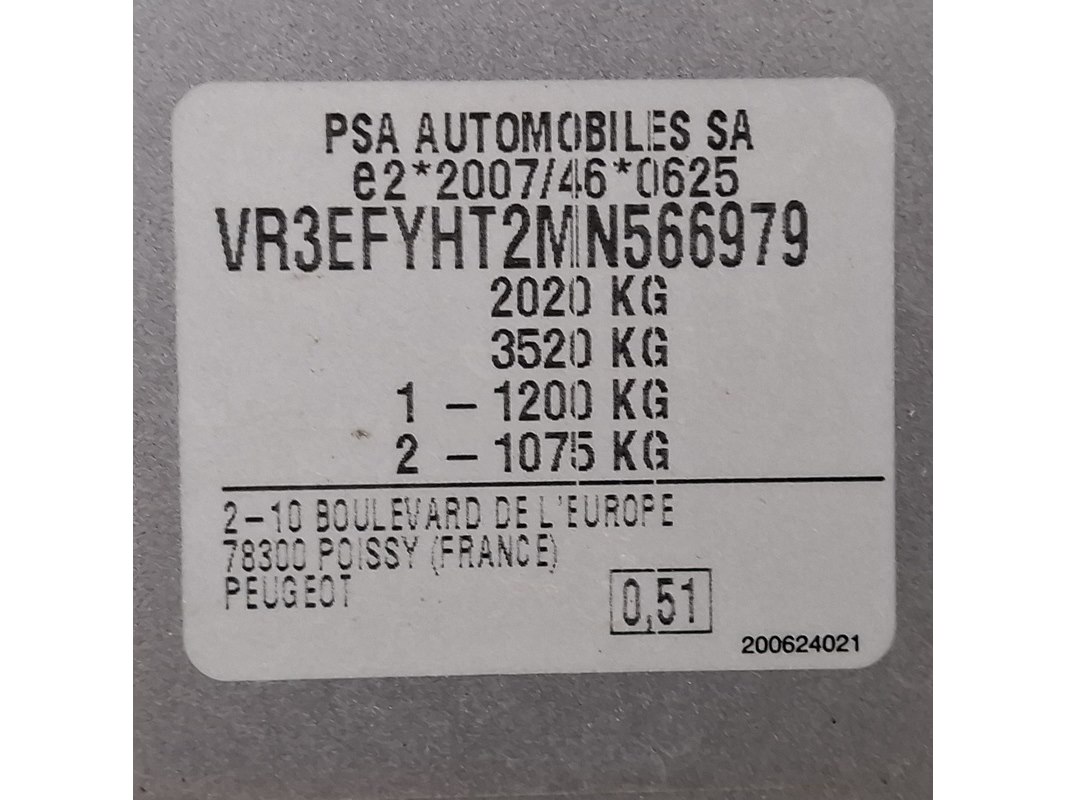 PSA AUTOMOBILES SA
e2*2007/46*0625
VR3EFYHT2MN566979
2020 KG
3520 KG
1 – 1200 KG
2 – 1075 KG
2–10 BOULEVARD DE L'EUROPE
78300 POISSY (FRANCE)
PEUGEOT
0,51
200624021